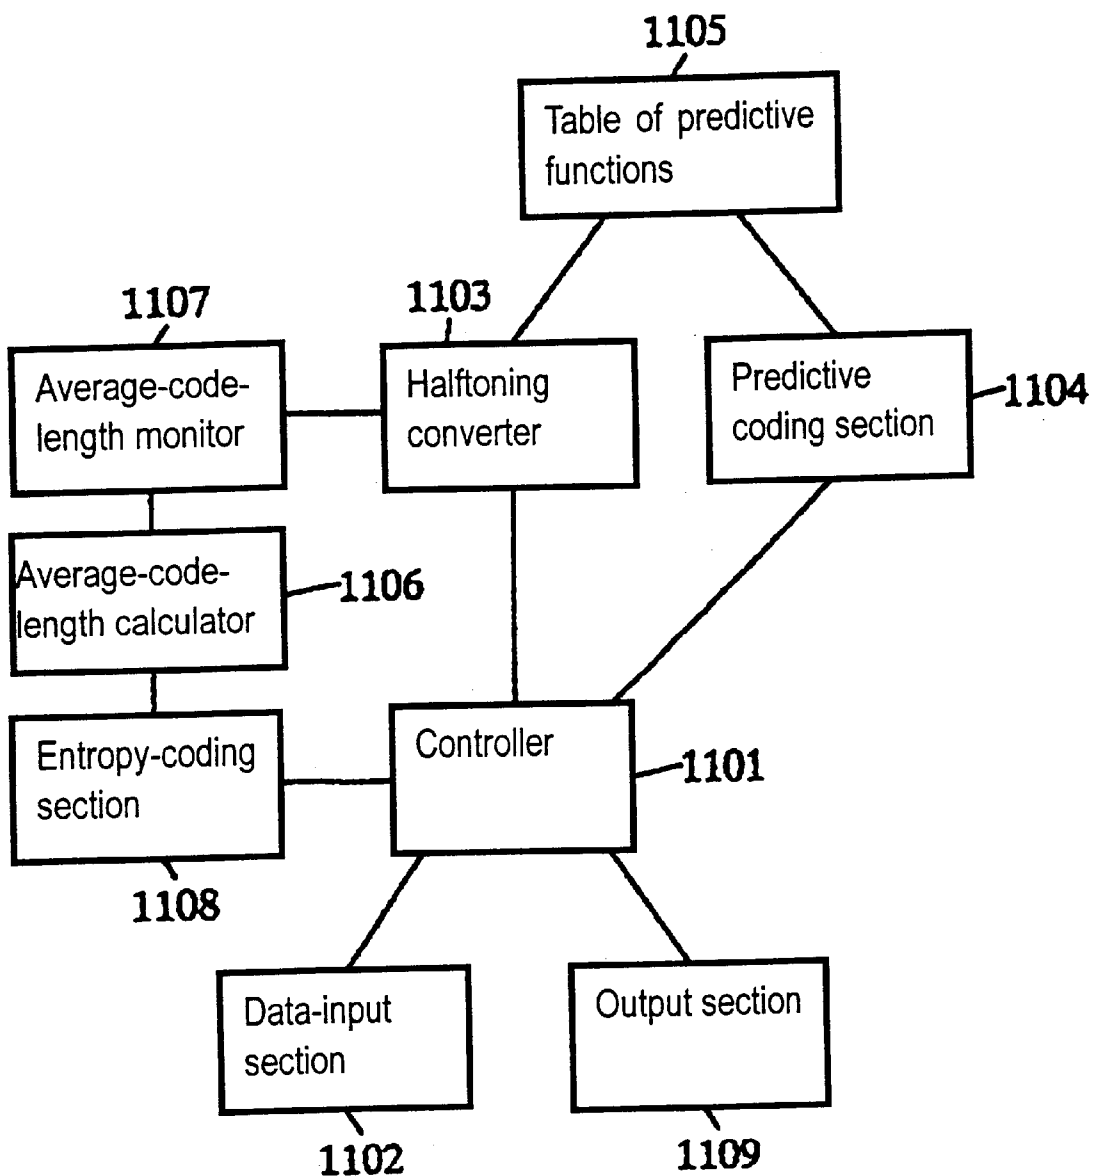 1105
Table of predictive
functions
1107
1103
Average-code-
length monitor
Halftoning
converter
Predictive
coding section
1104
Average-code-
length calculator
1106
Entropy-coding
section
1108
Controller
1101
Data-input
section
1102
Output section
1109